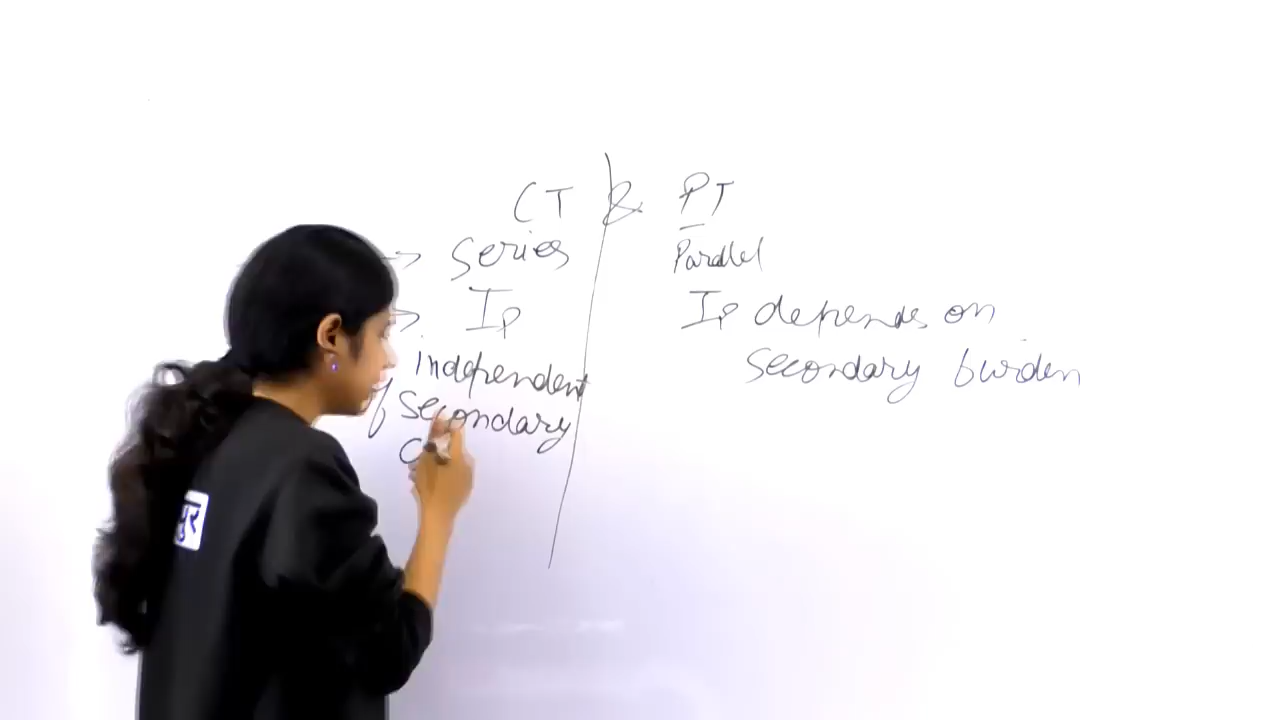 CT & PT
→ Series
Parallel
→ Ip
Ip depends on
independent
secondary burden
of secondary
C